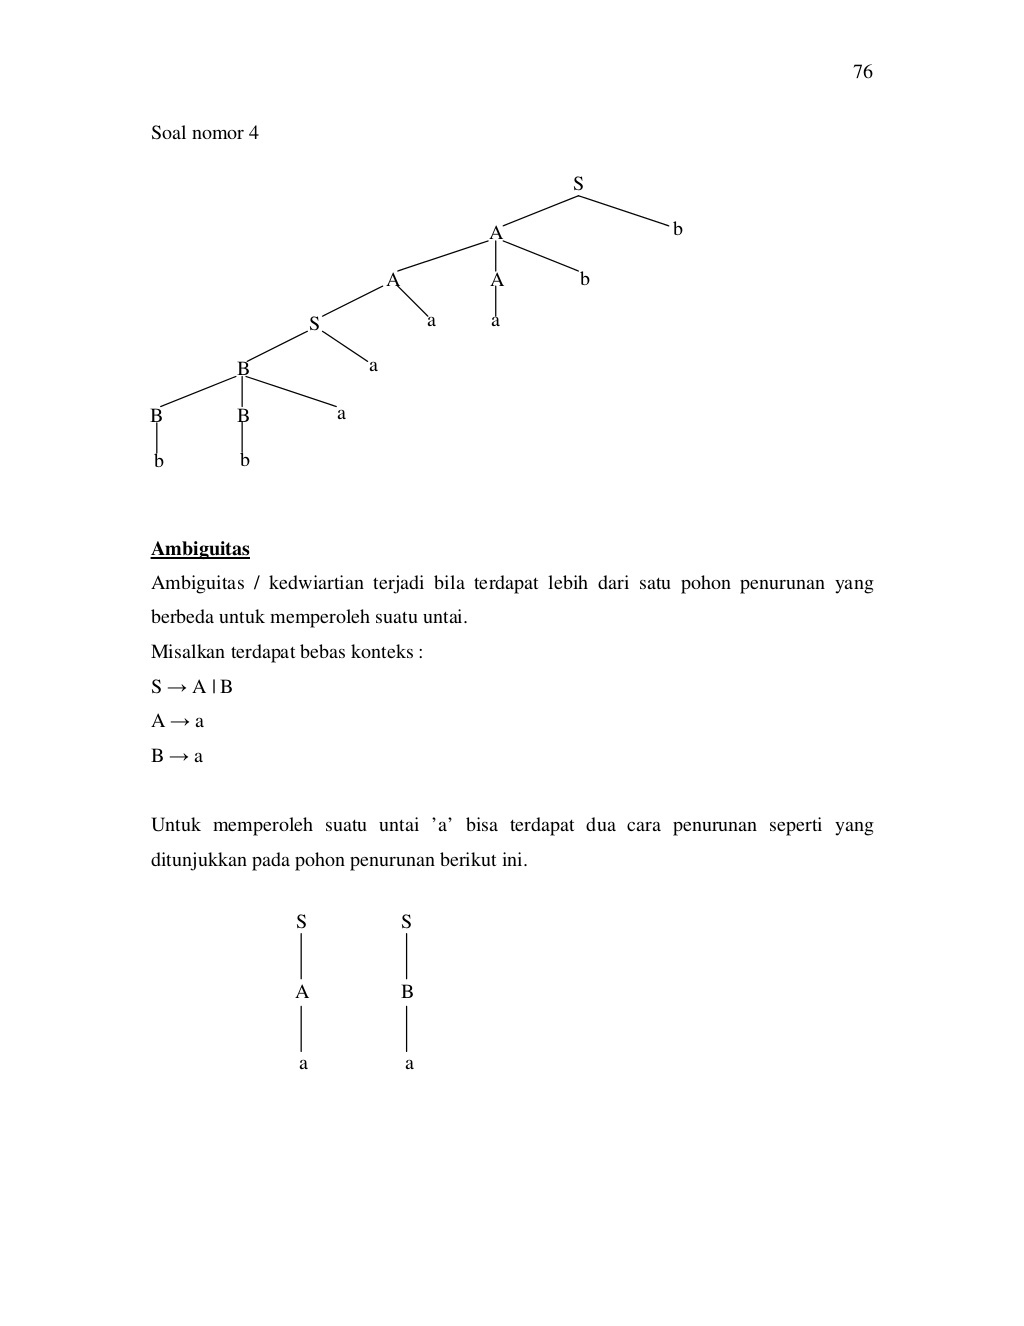 76
Soal nomor 4
S
A b
A A b
S a a
B a
B B a
b b
Ambiguitas
Ambiguitas / kedwiartian terjadi bila terdapat lebih dari satu pohon penurunan yang
berbeda untuk memperoleh suatu untai.
Misalkan terdapat bebas konteks :
S → A | B
A → a
B → a
Untuk memperoleh suatu untai ’a’ bisa terdapat dua cara penurunan seperti yang
ditunjukkan pada pohon penurunan berikut ini.
S S
A B
a a